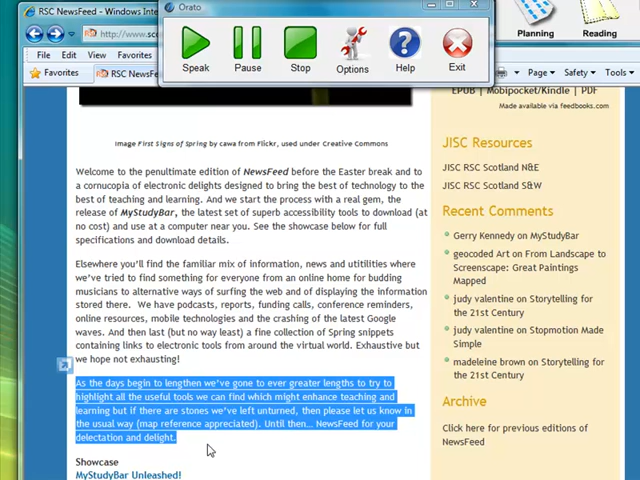 RSC NewsFeed - Windows Inte
Orato
http://www.sc
File Edit View Favorites
Favorites
RSC NewsFe
Speak Pause Stop Options Help Exit
Planning Reading
Page Safety Tools
EPUB | Mobipocket/Kindle | PDF
Made available via feedbooks.com
Image First Signs of Spring by cawa from Flickr, used under Creative Commons
Welcome to the penultimate edition of NewsFeed before the Easter break and to
a cornucopia of electronic delights designed to bring the best of technology to the
best of teaching and learning. And we start the process with a real gem, the
release of MyStudyBar, the latest set of superb accessibility tools to download (at
no cost) and use at a computer near you. See the showcase below for full
specifications and download details.
Elsewhere you'll find the familiar mix of information, news and utitilities where
we've tried to find something for everyone from an online home for budding
musicians to alternative ways of surfing the web and of displaying the information
stored there. We have podcasts, reports, funding calls, conference reminders,
online resources, mobile technologies and the crashing of the latest Google
waves. And then last (but no way least) a fine collection of Spring snippets
containing links to electronic tools from around the virtual world. Exhaustive but
we hope not exhausting!
As the days begin to lengthen we've gone to ever greater lengths to try to
highlight all the useful tools we can find which might enhance teaching and
learning but if there are stones we've left unturned, then please let us know in
the usual way (map reference appreciated). Until then... NewsFeed for your
delectation and delight.
Showcase
MyStudyBar Unleashed!
JISC Resources
JISC RSC Scotland N&E
JISC RSC Scotland S&W
Recent Comments
Gerry Kennedy on MyStudyBar
geocoded Art on From Landscape to
Screenscape: Great Paintings
Mapped
judy valentine on Storytelling for
the 21st Century
judy valentine on Stopmotion Made
Simple
madeleine brown on Storytelling for
the 21st Century
Archive
Click here for previous editions of
NewsFeed